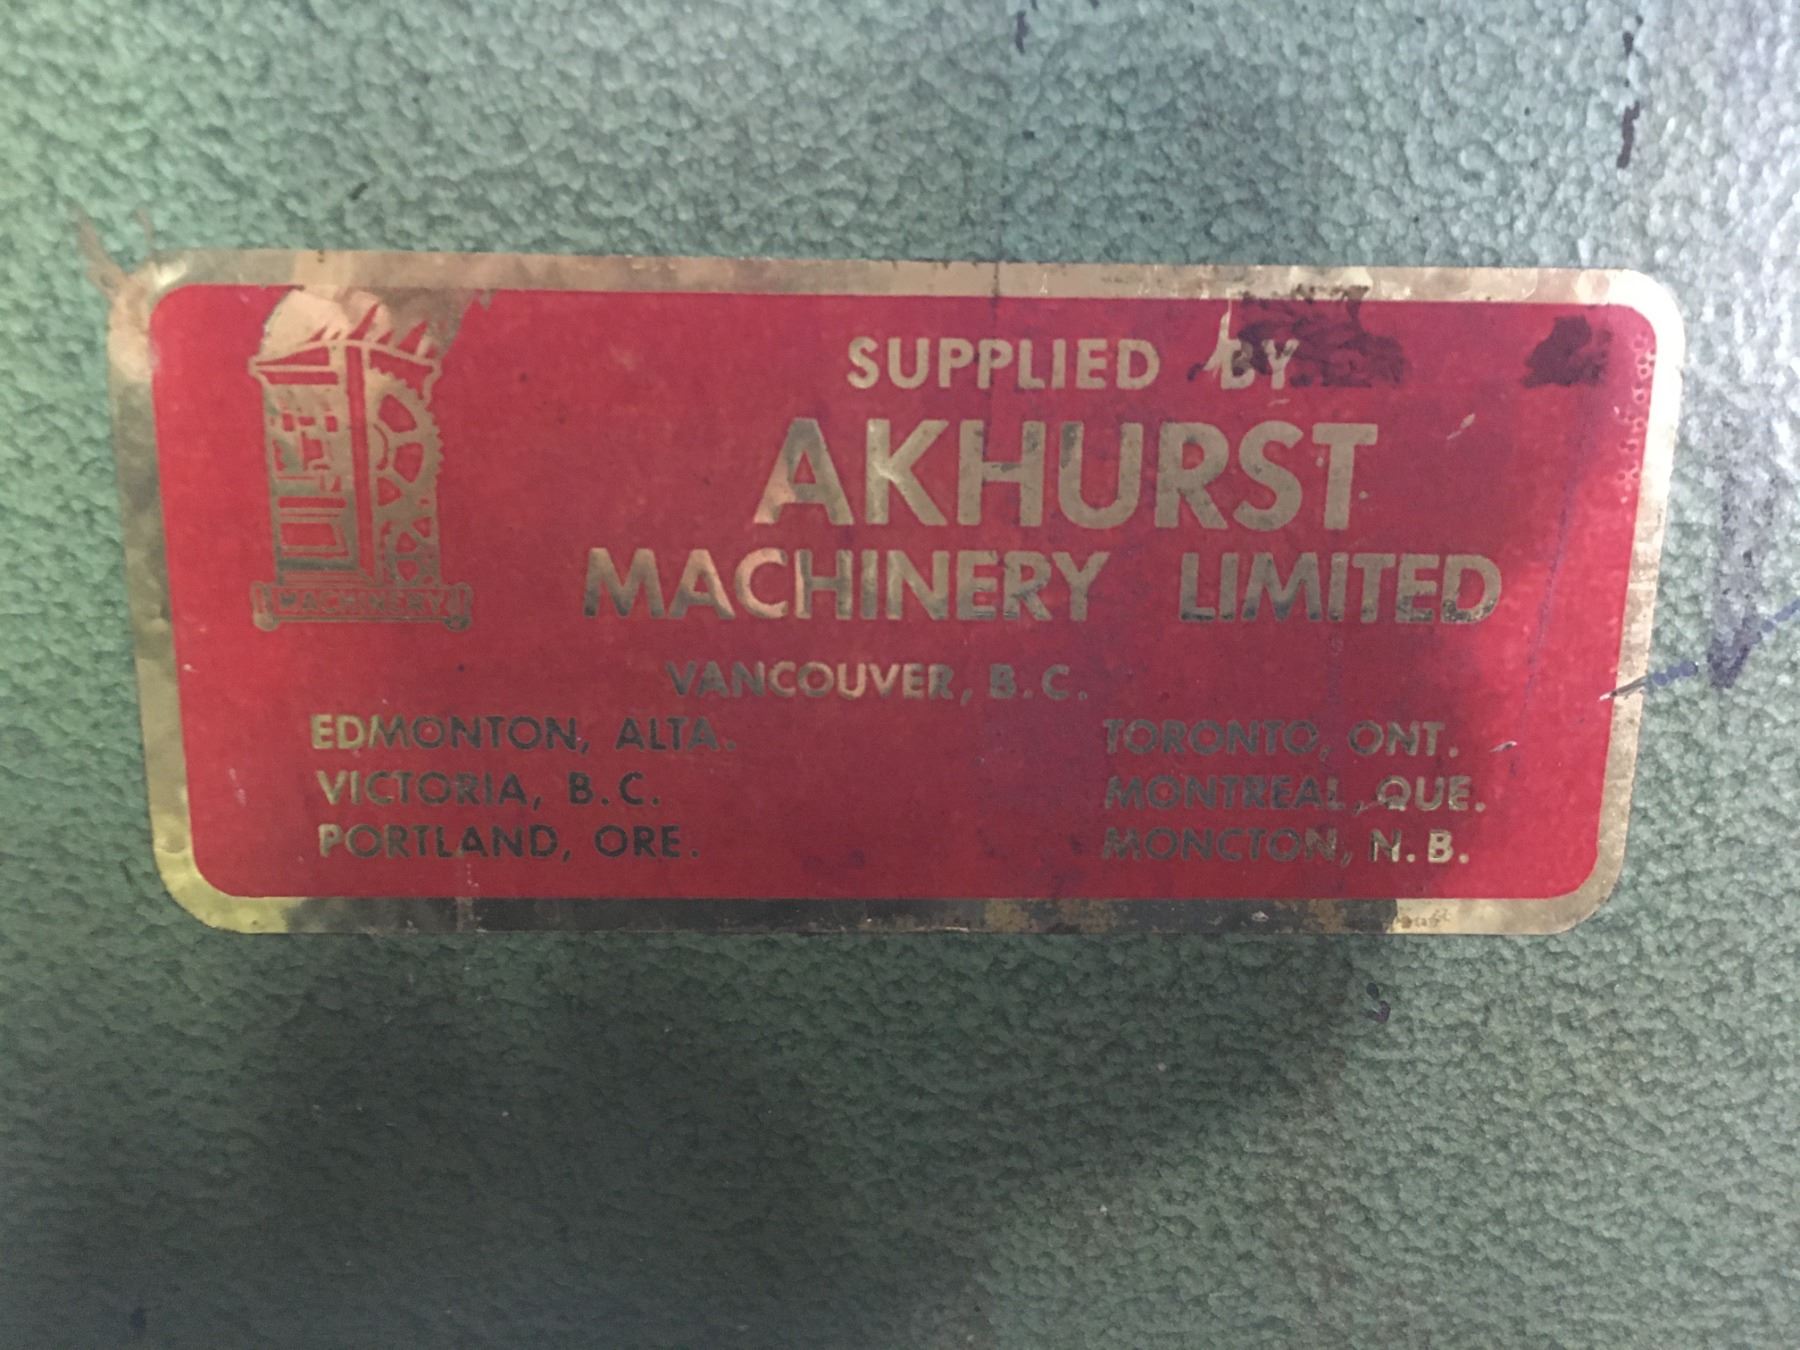 SUPPLIED BY
AKHURST
MACHINERY LIMITED
MACHINERY
VANCOUVER, B.C.
EDMONTON, ALTA.
VICTORIA, B.C.
PORTLAND, ORE.
TORONTO, ONT.
MONTREAL, QUE.
MONCTON, N.B.